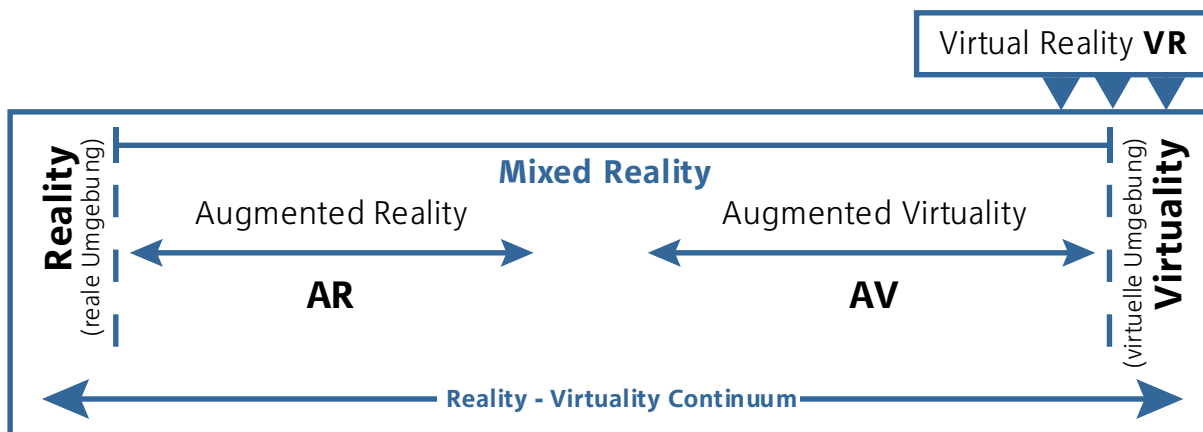 Virtual Reality VR
Reality
(reale Umgebung)
Mixed Reality
Augmented Reality
AR
Augmented Virtuality
AV
(virtuelle Umgebung)
Virtuality
Reality - Virtuality Continuum